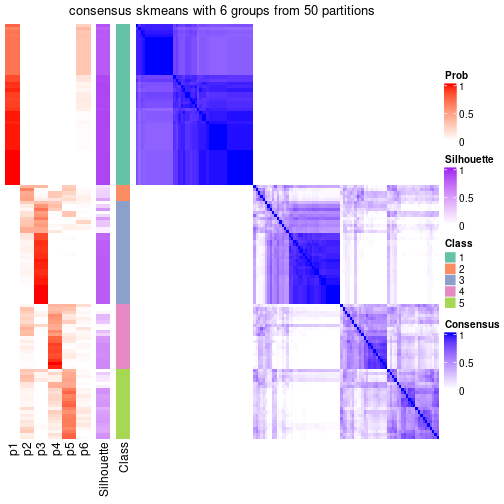 consensus skmeans with 6 groups from 50 partitions
Prob
1
0.5
0
Silhouette
1
0.5
0
Class
1
2
3
4
5
Consensus
1
0.5
0
p1
p2
p3
p4
p5
p6
Silhouette
Class